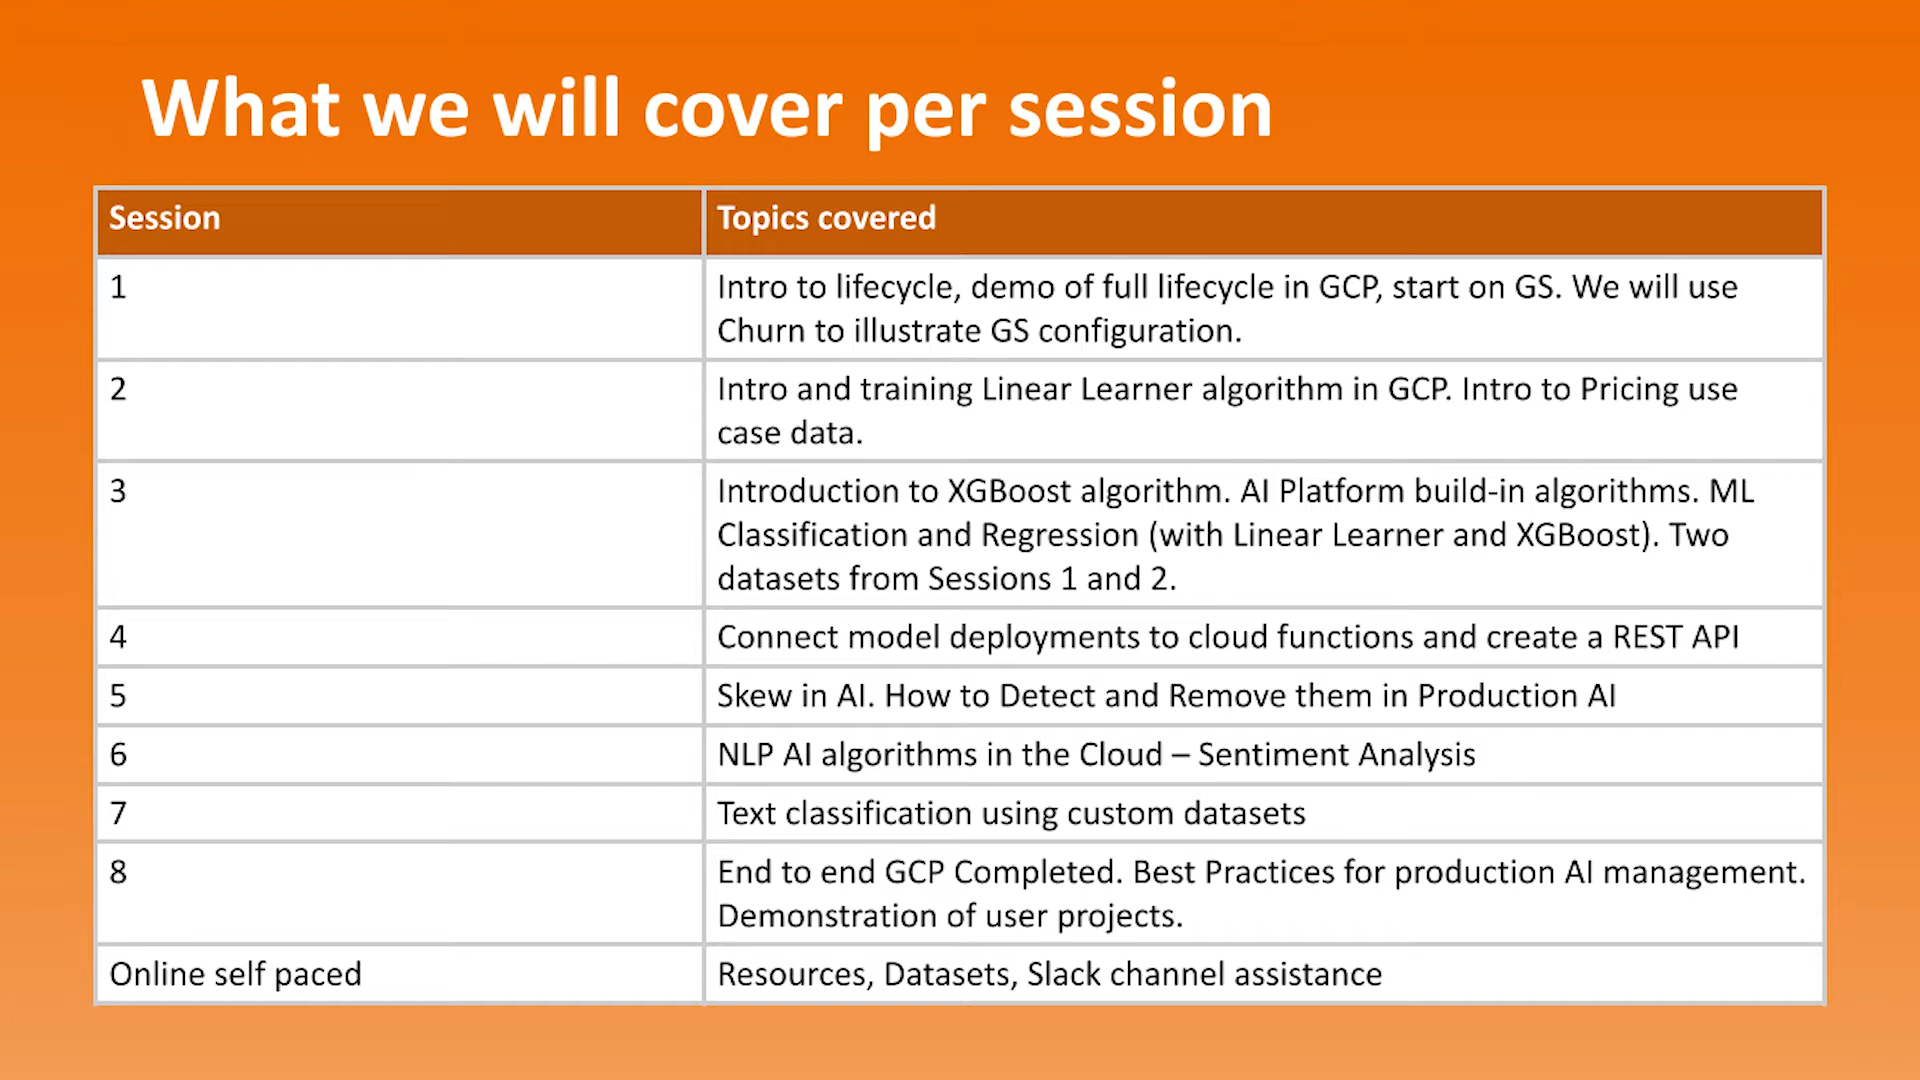 What we will cover per session
Session
Topics covered
1
Intro to lifecycle, demo of full lifecycle in GCP, start on GS. We will use
Churn to illustrate GS configuration.
2
Intro and training Linear Learner algorithm in GCP. Intro to Pricing use
case data.
3
Introduction to XGBoost algorithm. AI Platform build-in algorithms. ML
Classification and Regression (with Linear Learner and XGBoost). Two
datasets from Sessions 1 and 2.
4
Connect model deployments to cloud functions and create a REST API
5
Skew in AI. How to Detect and Remove them in Production AI
6
NLP AI algorithms in the Cloud – Sentiment Analysis
7
Text classification using custom datasets
8
End to end GCP Completed. Best Practices for production AI management.
Demonstration of user projects.
Online self paced
Resources, Datasets, Slack channel assistance